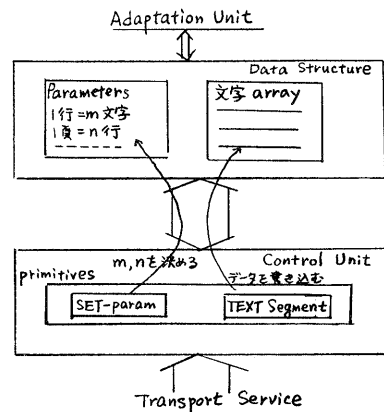 Adaptation Unit
Data Structure
Parameters
1行=m文字
1頁=n行
文字 array
m,nを決める
Control Unit
primitives
データを書き込む
SET-param
TEXT Segment
Transport Service